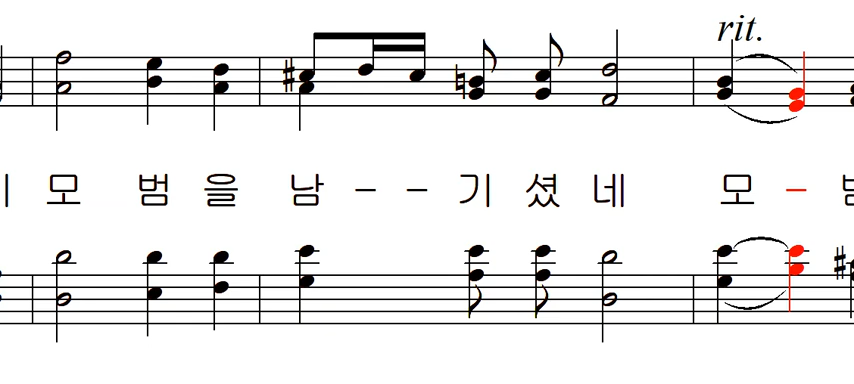 rit.
모 범 을 남 - - 기 셨 네 모 -